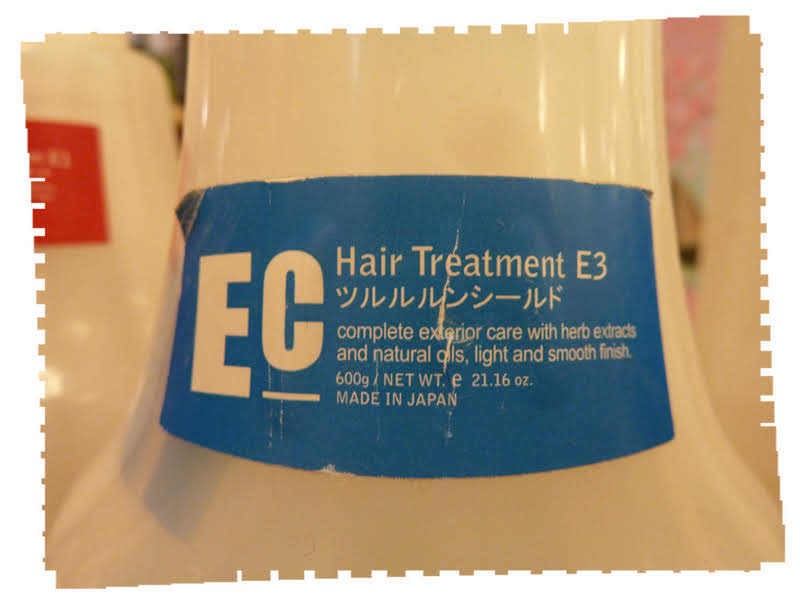 EC
Hair Treatment E3
ツルルルンシールド
complete exterior care with herb extracts
and natural oils, light and smooth finish.
600g / NET WT. e 21.16 oz.
MADE IN JAPAN